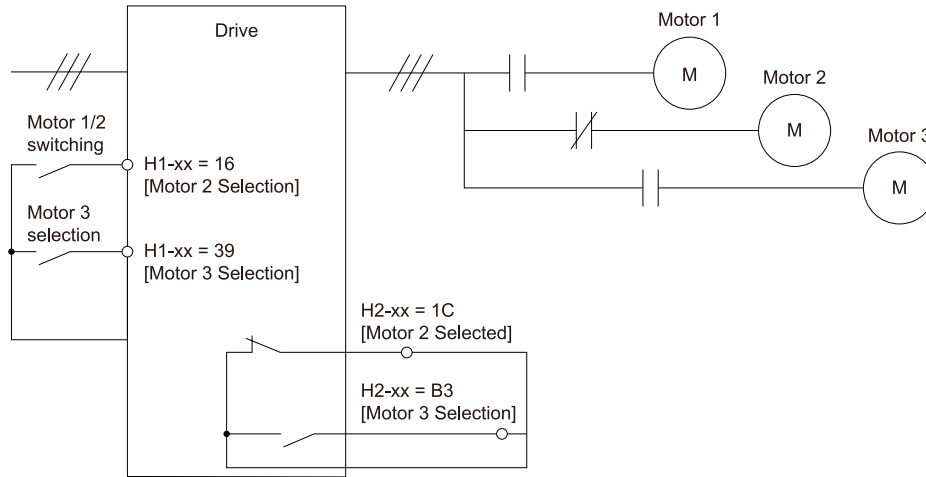 Drive
Motor 1
M
Motor 2
M
Motor 3
M
Motor 1/2
switching
H1-xx = 16
[Motor 2 Selection]
Motor 3
selection
H1-xx = 39
[Motor 3 Selection]
H2-xx = 1C
[Motor 2 Selected]
H2-xx = B3
[Motor 3 Selection]